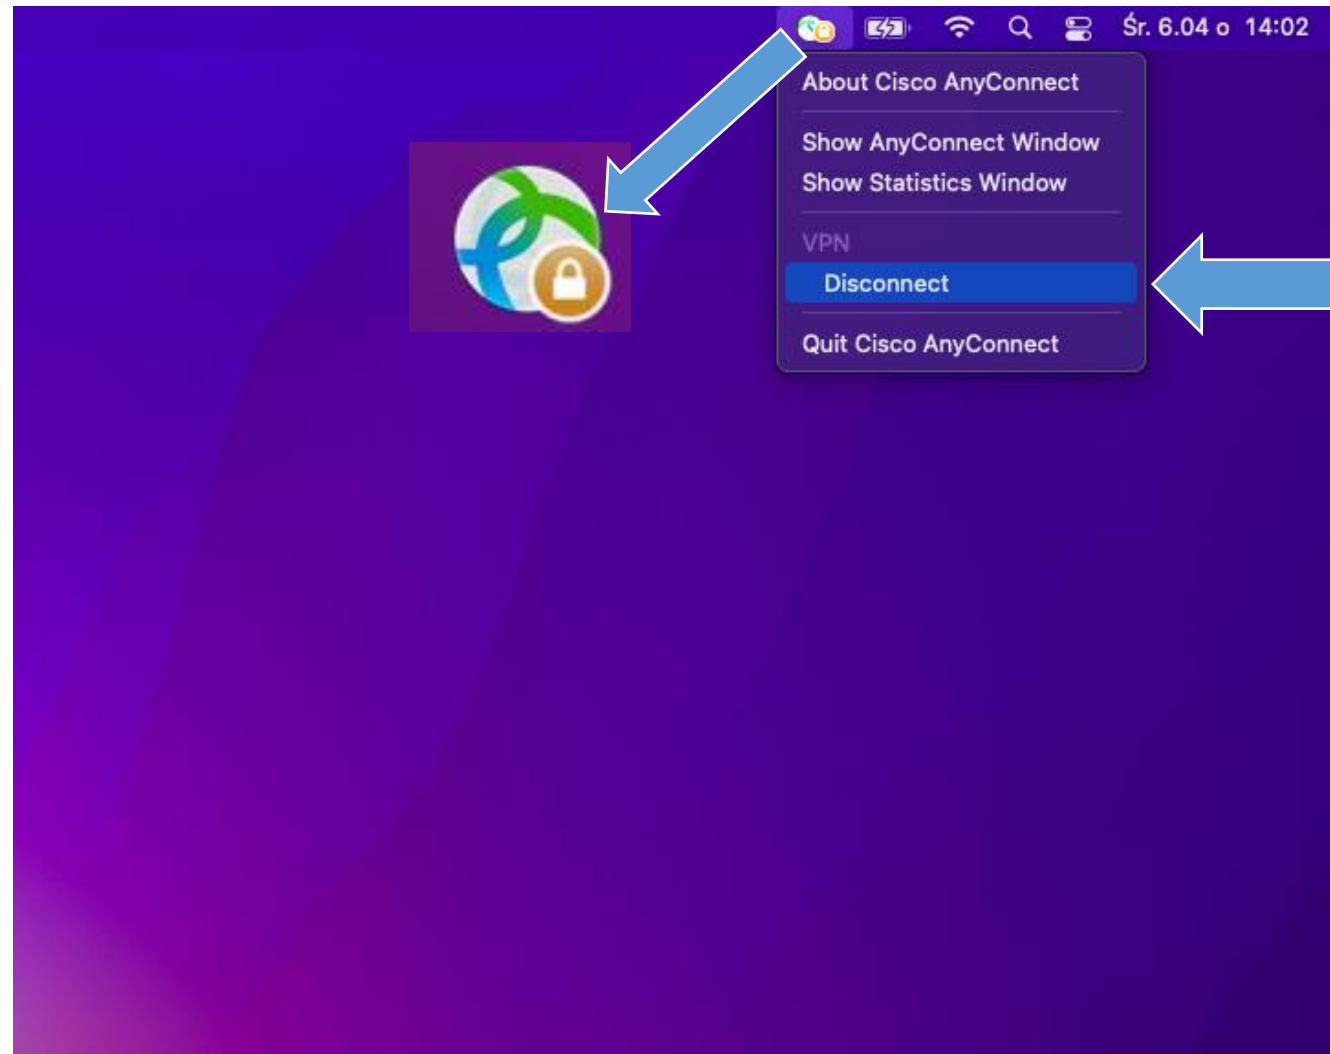 Śr. 6.04 o 14:02
About Cisco AnyConnect
Show AnyConnect Window
Show Statistics Window
VPN
Disconnect
Quit Cisco AnyConnect